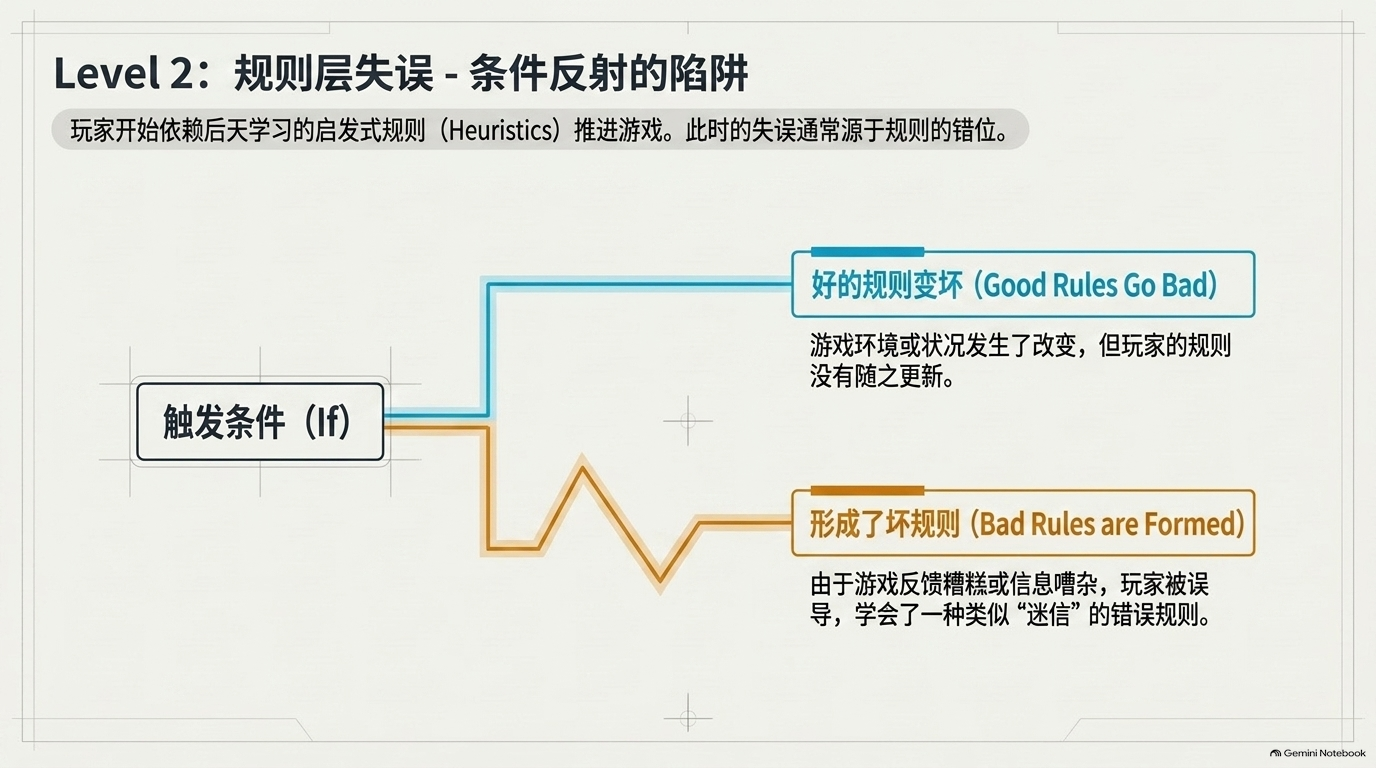 Level 2：规则层失误 - 条件反射的陷阱
玩家开始依赖后天学习的启发式规则（Heuristics）推进游戏。此时的失误通常源于规则的错位。
好的规则变坏（Good Rules Go Bad）
游戏环境或状况发生了改变，但玩家的规则
没有随之更新。
触发条件（If）
形成了坏规则（Bad Rules are Formed）
由于游戏反馈糟糕或信息嘈杂，玩家被误
导，学会了一种类似“迷信”的错误规则。
Gemini Notebook